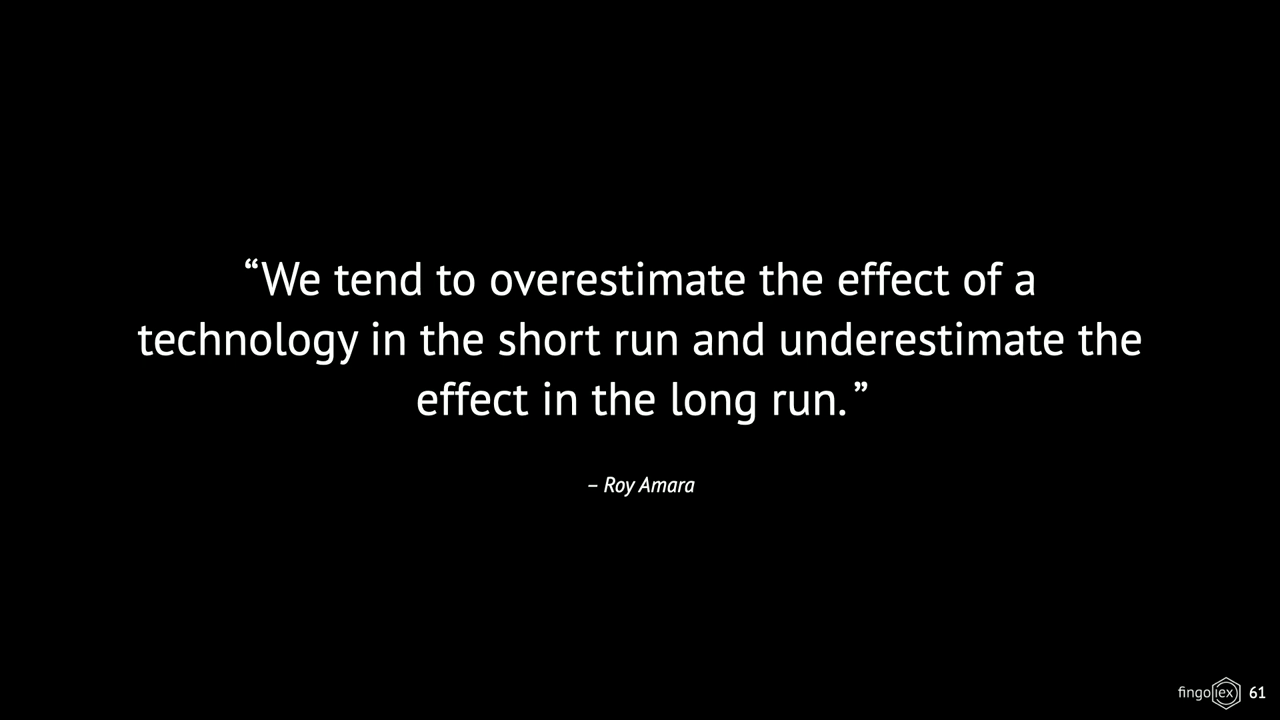 “We tend to overestimate the effect of a
technology in the short run and underestimate the
effect in the long run.”
– Roy Amara
fingo iex 61